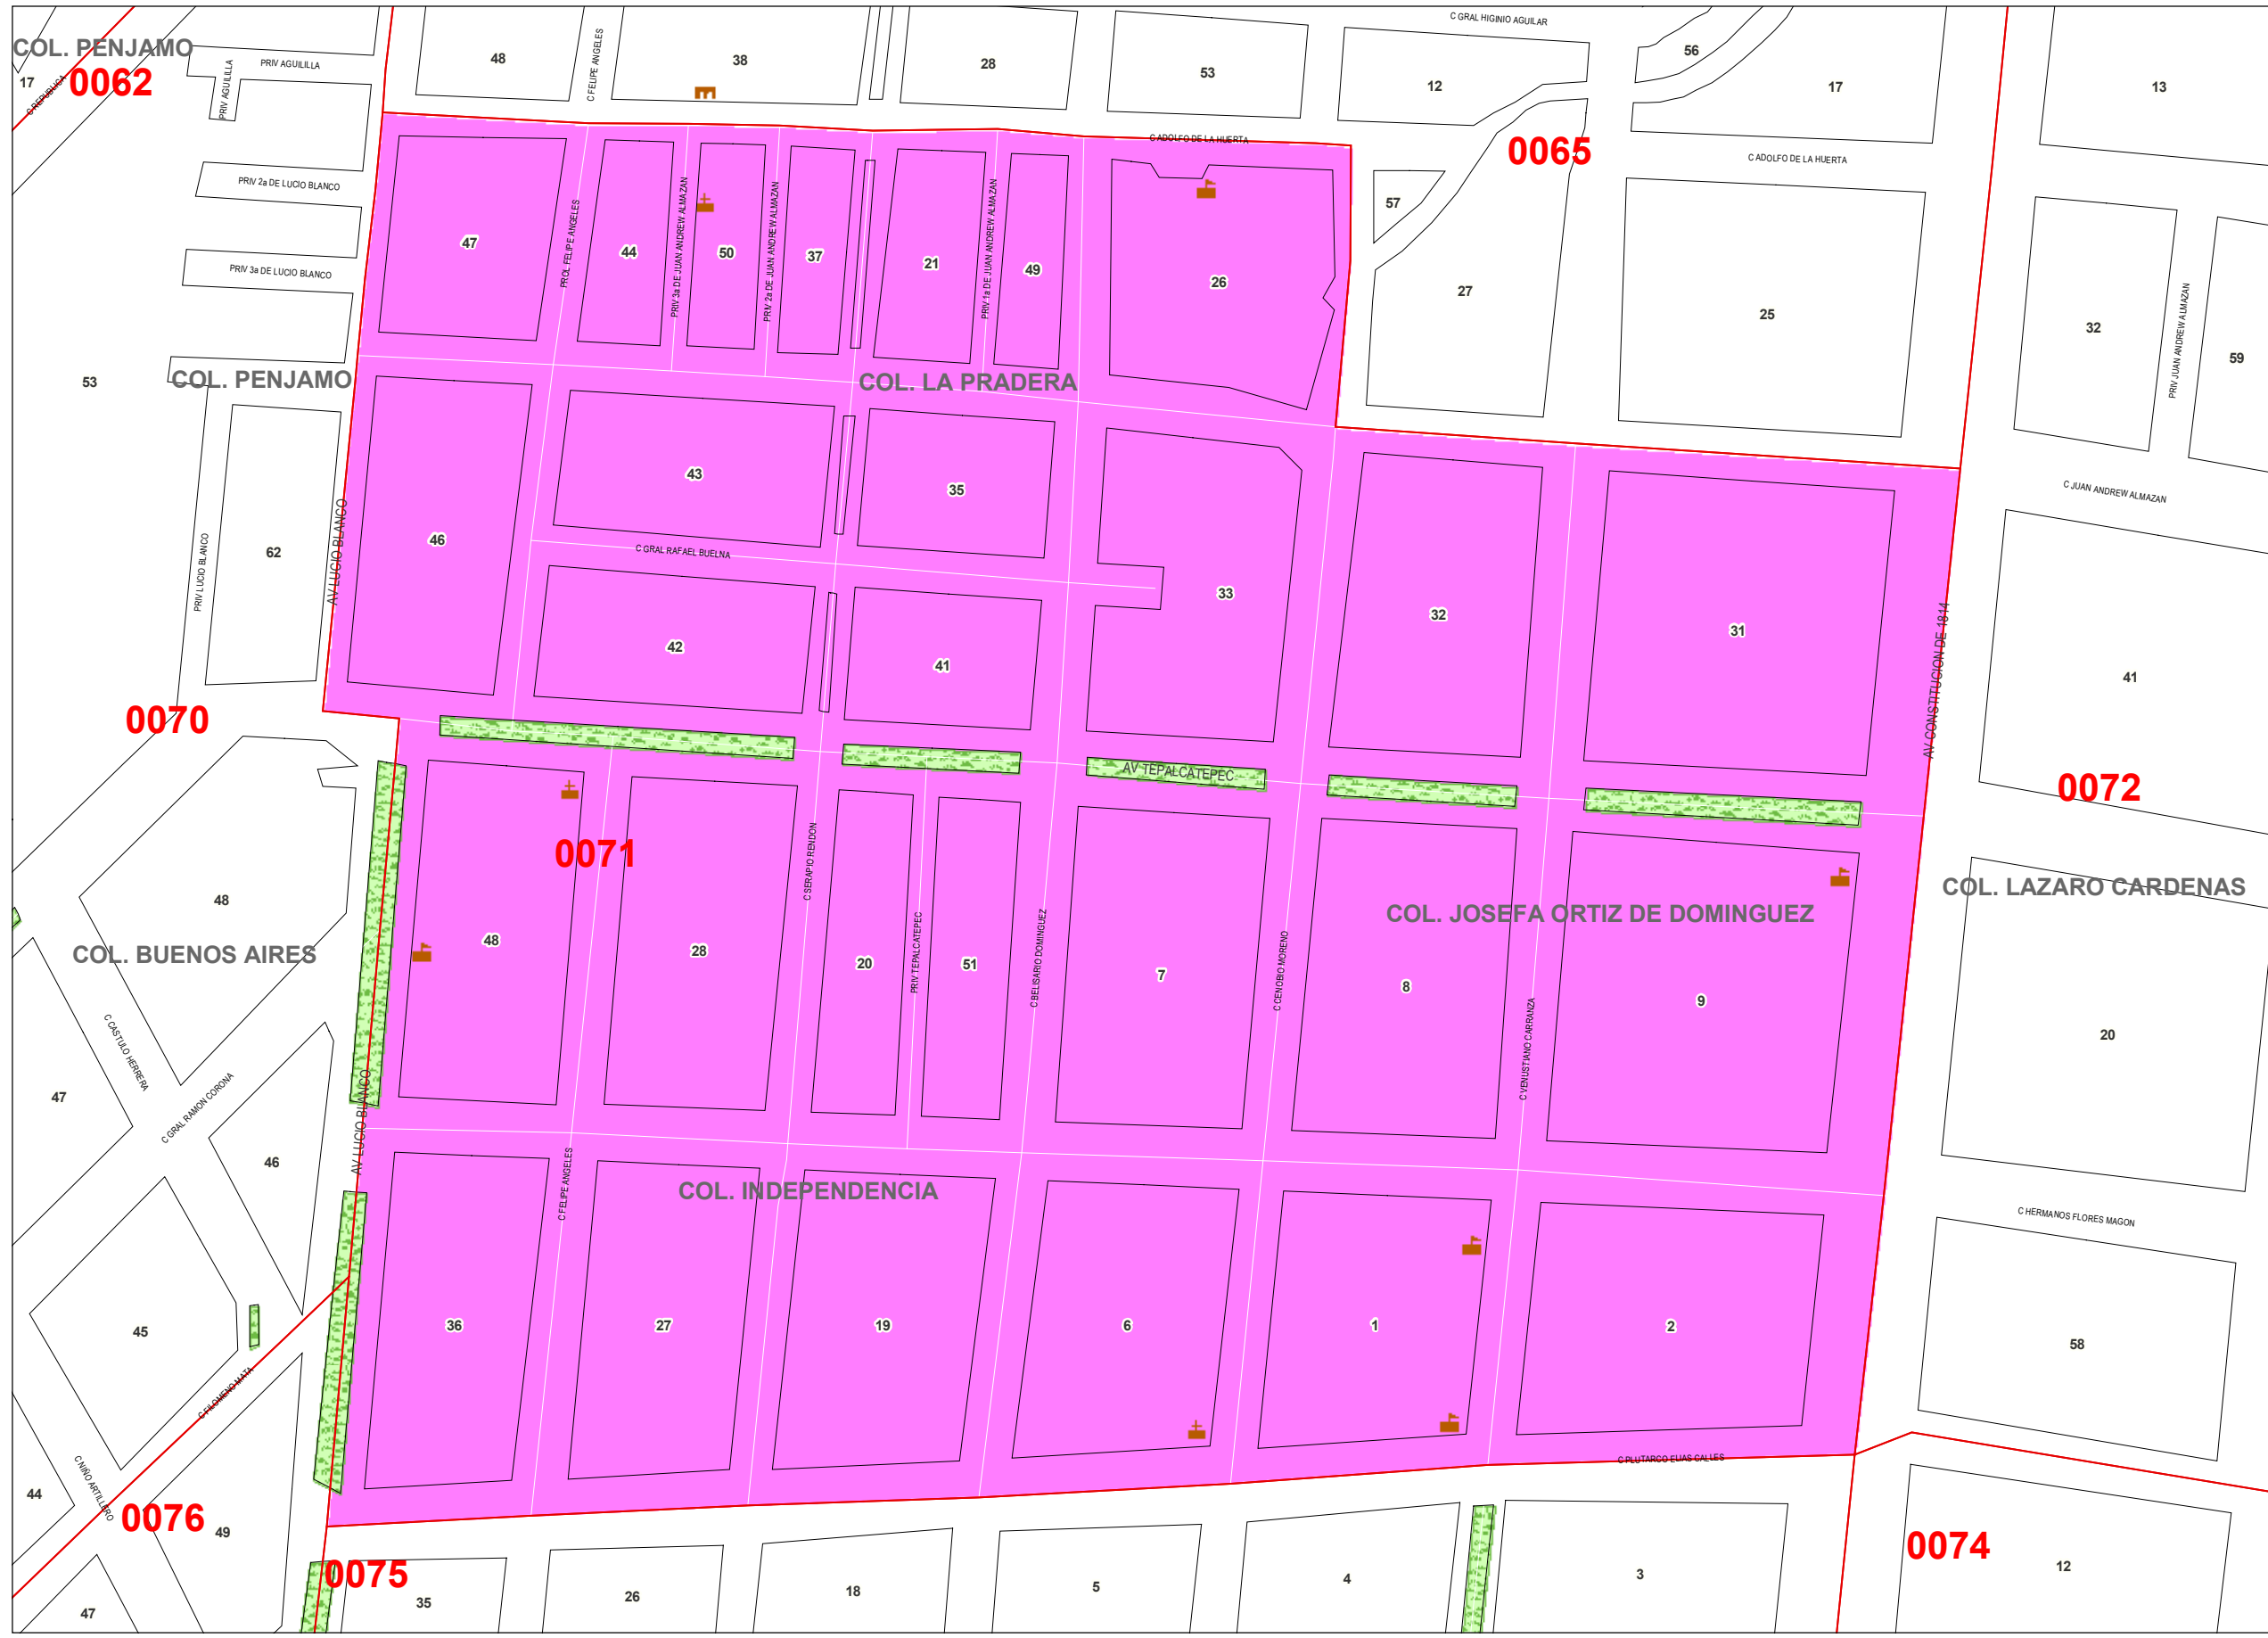 C GRAL HIGINIO AGUILAR
COL. PENJAMO
17
0062
C REPUBLICA
PRIV AGUILILLA
PRIV AGUILILLA
48
C FELIPE ANGELES
38
28
53
12
56
17
13
C ADOLFO DE LA HUERTA
0065
C ADOLFO DE LA HUERTA
PRIV 2a DE LUCIO BLANCO
PRIV 3a DE LUCIO BLANCO
47
PROL FELIPE ANGELES
44
PRIV 3a DE JUAN ANDREW ALMAZAN
50
PRIV 2a DE JUAN ANDREW ALMAZAN
37
21
PRIV 1a DE JUAN ANDREW ALMAZAN
49
26
57
27
25
32
PRIV JUAN ANDREW ALMAZAN
59
53
COL. PENJAMO
COL. LA PRADERA
43
35
C JUAN ANDREW ALMAZAN
PRIV LUCIO BLANCO
62
AV LUCIO BLANCO
46
C GRAL RAFAEL BUELNA
33
32
31
AV CONSTITUCION DE 1814
42
41
41
0070
AV TEPALCATEPEC
0072
0071
C SERAPIO RENDON
48
COL. BUENOS AIRES
48
28
20
PRIV TEPALCATEPEC
51
C BELISARIO DOMINGUEZ
7
C CENOBIO MORENO
8
C VENUSTIANO CARRANZA
COL. JOSEFA ORTIZ DE DOMINGUEZ
9
COL. LAZARO CARDENAS
20
C CASTULO HERRERA
47
C GRAL RAMON CORONA
46
AV LUCIO BLANCO
C FELIPE ANGELES
COL. INDEPENDENCIA
C HERMANOS FLORES MAGON
45
36
27
19
6
1
2
58
C FILOMENO MATA
C PLUTARCO ELIAS CALLES
C NIÑO ARTILLERO
44
0076
49
0075
0074
47
35
26
18
5
4
3
12